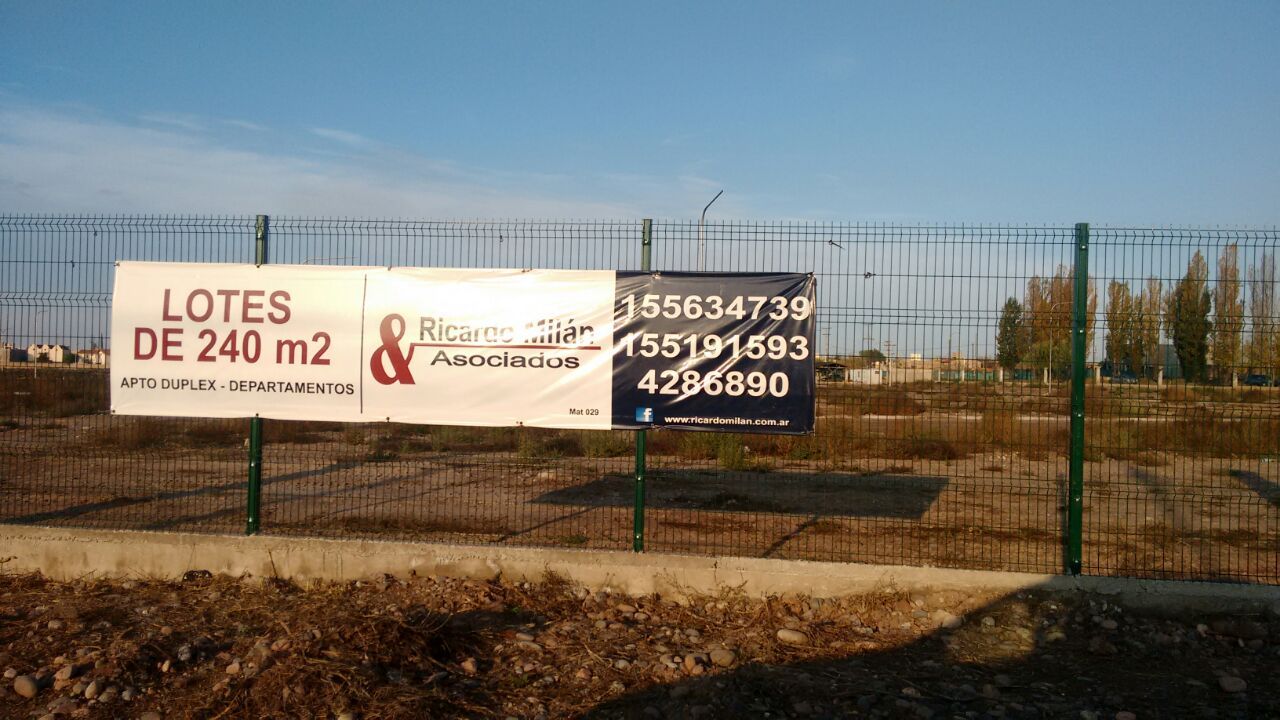 LOTES
DE 240 m2
APTO DUPLEX - DEPARTAMENTOS
& Ricardo Milán
Asociados
Mat 029
155634739
155191593
4286890
f www.ricardomilan.com.ar